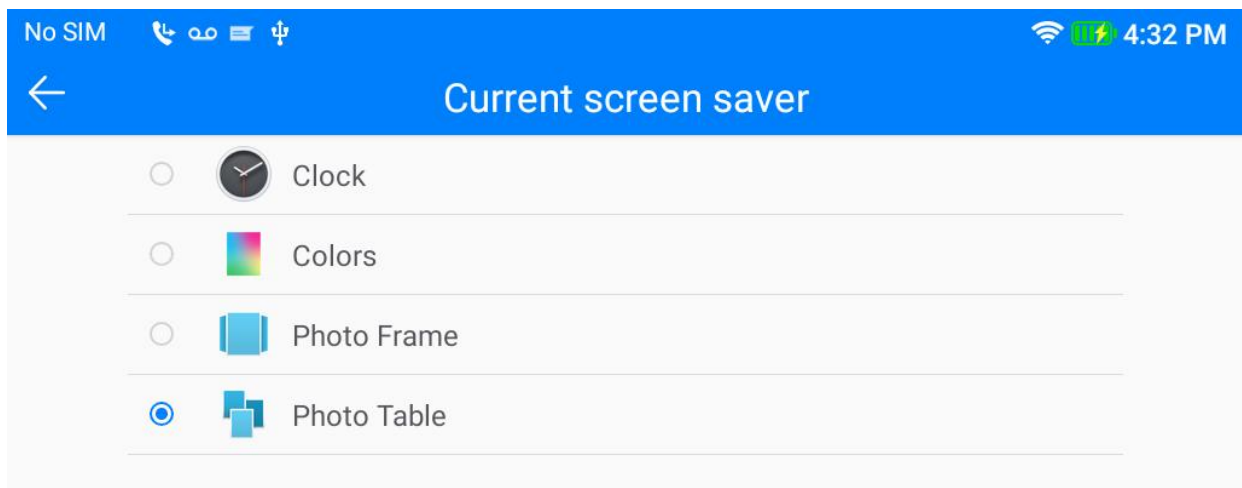 No SIM 4:32 PM
Current screen saver
Clock
Colors
Photo Frame
Photo Table